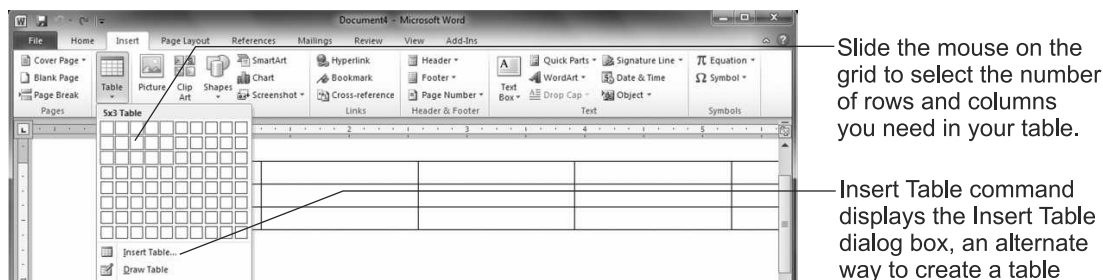 Document4 - Microsoft Word
File Home Insert Page Layout References Mailings Review View Add-Ins
Cover Page
Blank Page
Page Break
Pages
Table
Picture
Clip Art
Shapes
SmartArt
Chart
Screenshot
Hyperlink
Bookmark
Cross-reference
Links
Header
Footer
Page Number
Header & Footer
A
Text Box
Quick Parts
WordArt
Drop Cap
Signature Line
Date & Time
Object
Text
π Equation
Ω Symbol
Symbols
5x3 Table
2 3 4 5
Insert Table...
Draw Table
Slide the mouse on the
grid to select the number
of rows and columns
you need in your table.
Insert Table command
displays the Insert Table
dialog box, an alternate
way to create a table